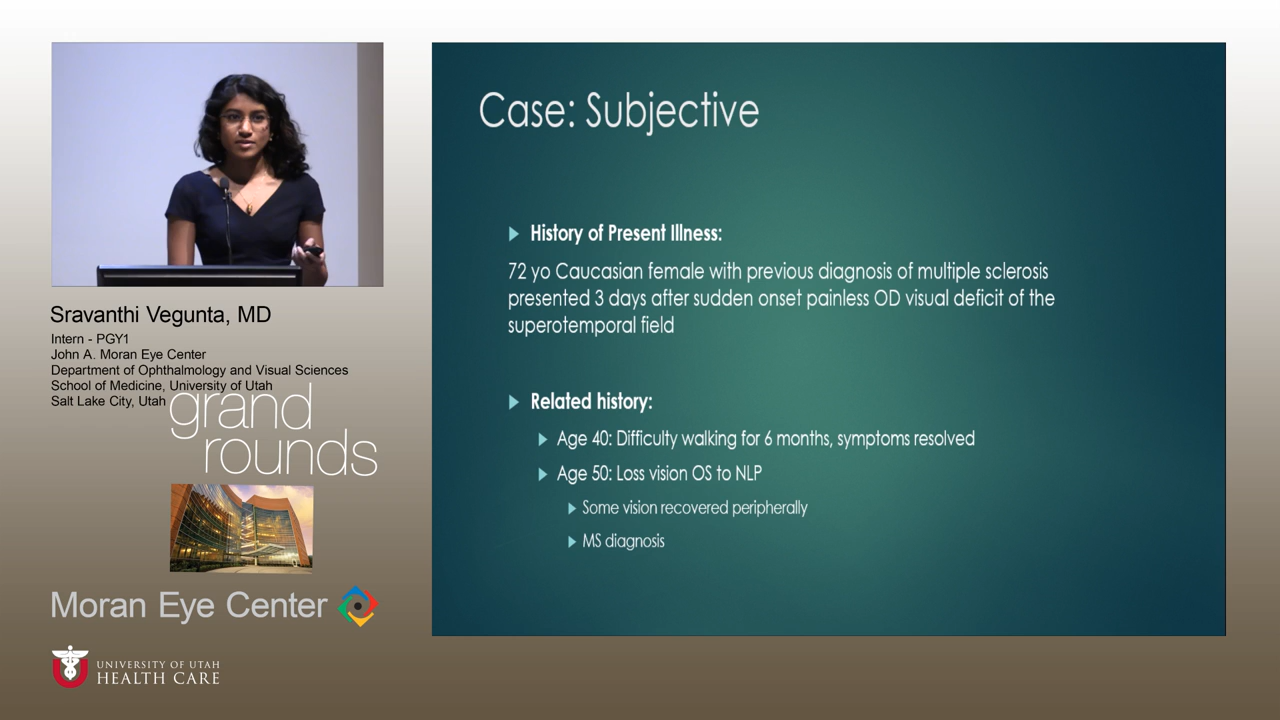 Sravanthi Vegunta, MD
Intern - PGY1
John A. Moran Eye Center
Department of Ophthalmology and Visual Sciences
School of Medicine, University of Utah
Salt Lake City, Utah
grand
rounds
Moran Eye Center
UNIVERSITY OF UTAH
HEALTH CARE
Case: Subjective
History of Present Illness:
72 yo Caucasian female with previous diagnosis of multiple sclerosis
presented 3 days after sudden onset painless OD visual deficit of the
superotemporal field
Related history:
Age 40: Difficulty walking for 6 months, symptoms resolved
Age 50: Loss vision OS to NLP
Some vision recovered peripherally
MS diagnosis